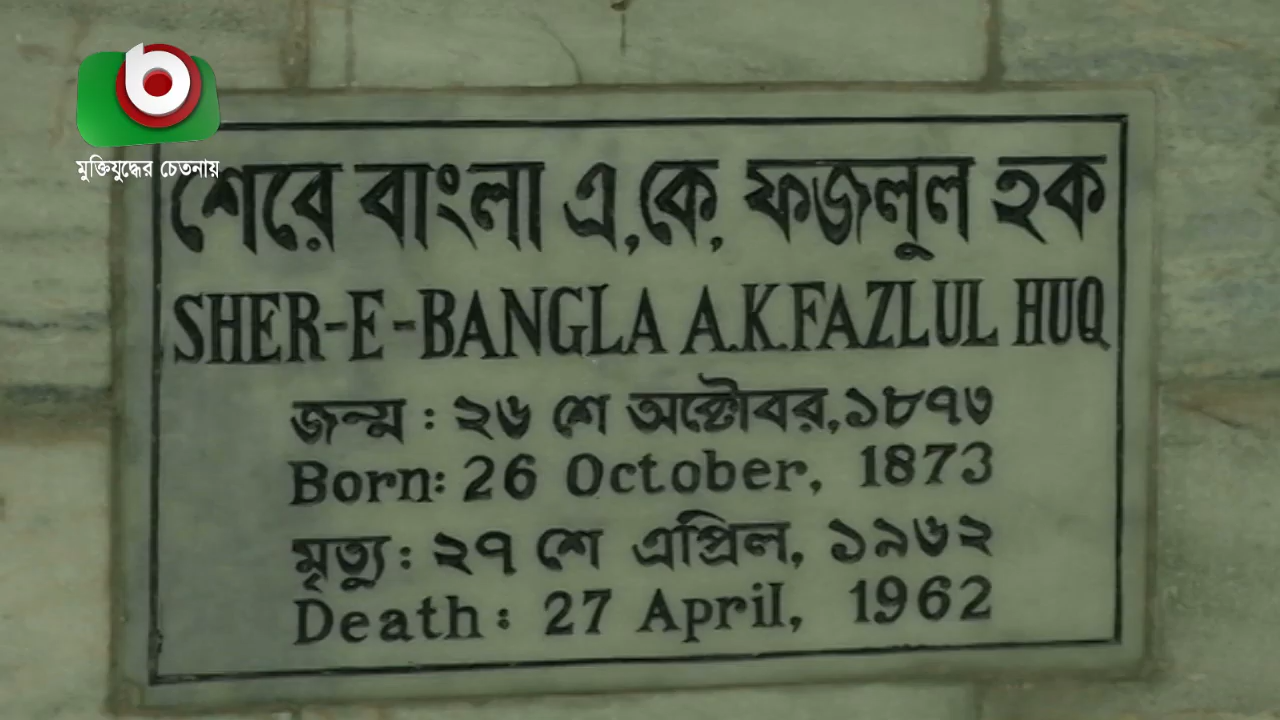 মুক্তিযুদ্ধের চেতনায়
শেরে বাংলা এ,কে, ফজলুল হক
SHER-E-BANGLA A.K.FAZLUL HUQ
জন্ম : ২৬ শে অক্টোবর,১৮৭৩
Born: 26 October, 1873
মৃত্যু : ২৭ শে এপ্রিল, ১৯৬২
Death: 27 April, 1962